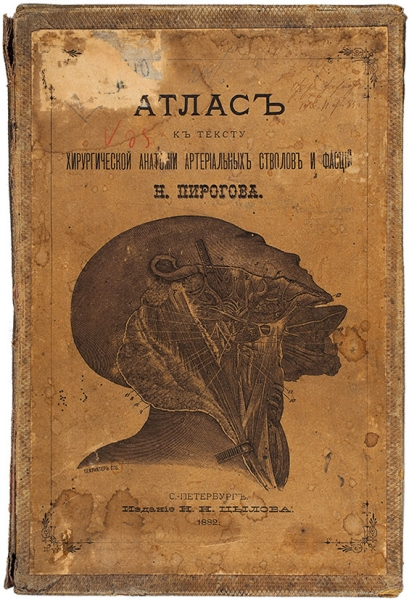 АТЛАСЪ
КЪ ТЕКСТУ
ХИРУРГИЧЕСКОЙ АНАТОМІИ АРТЕРІАЛЬНЫХЪ СТВОЛОВЪ И ФАСЦІЙ
Н. ПИРОГОВА.
С.-ПЕТЕРБУРГЪ.
Изданіе Н. Н. ЦЫЛОВА.
1882.